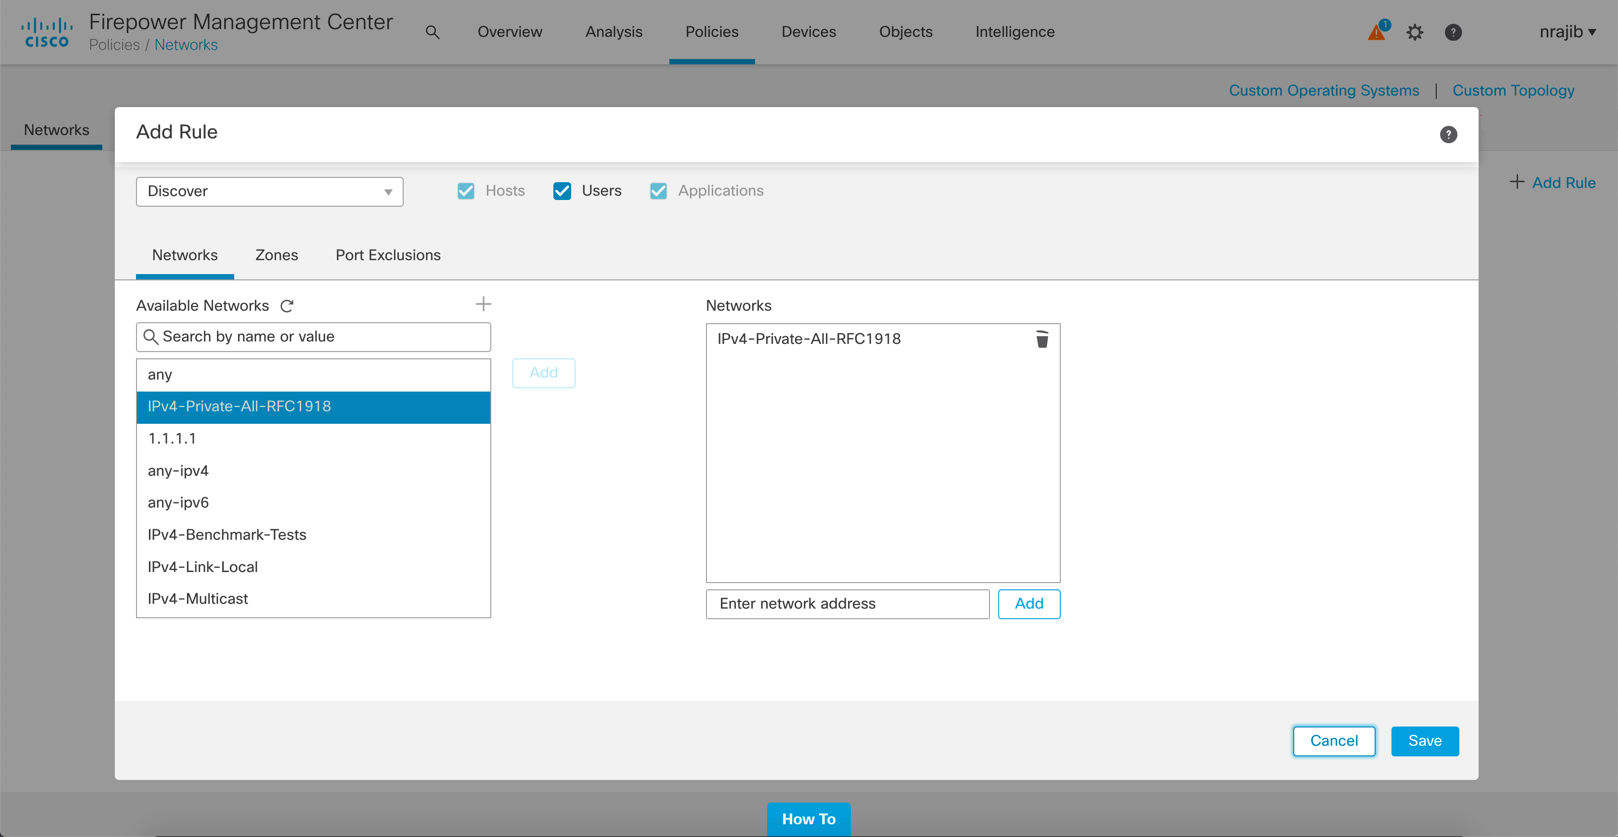 CISCO
Firepower Management Center
Policies / Networks
Overview
Analysis
Policies
Devices
Objects
Intelligence
1
?
nrajib ▾
Custom Operating Systems | Custom Topology
Networks
+ Add Rule
Add Rule
?
Discover
Hosts
Users
Applications
Networks
Zones
Port Exclusions
Available Networks
Search by name or value
any
IPv4-Private-All-RFC1918
1.1.1.1
any-ipv4
any-ipv6
IPv4-Benchmark-Tests
IPv4-Link-Local
IPv4-Multicast
Add
Networks
IPv4-Private-All-RFC1918
Enter network address
Add
Cancel
Save
How To